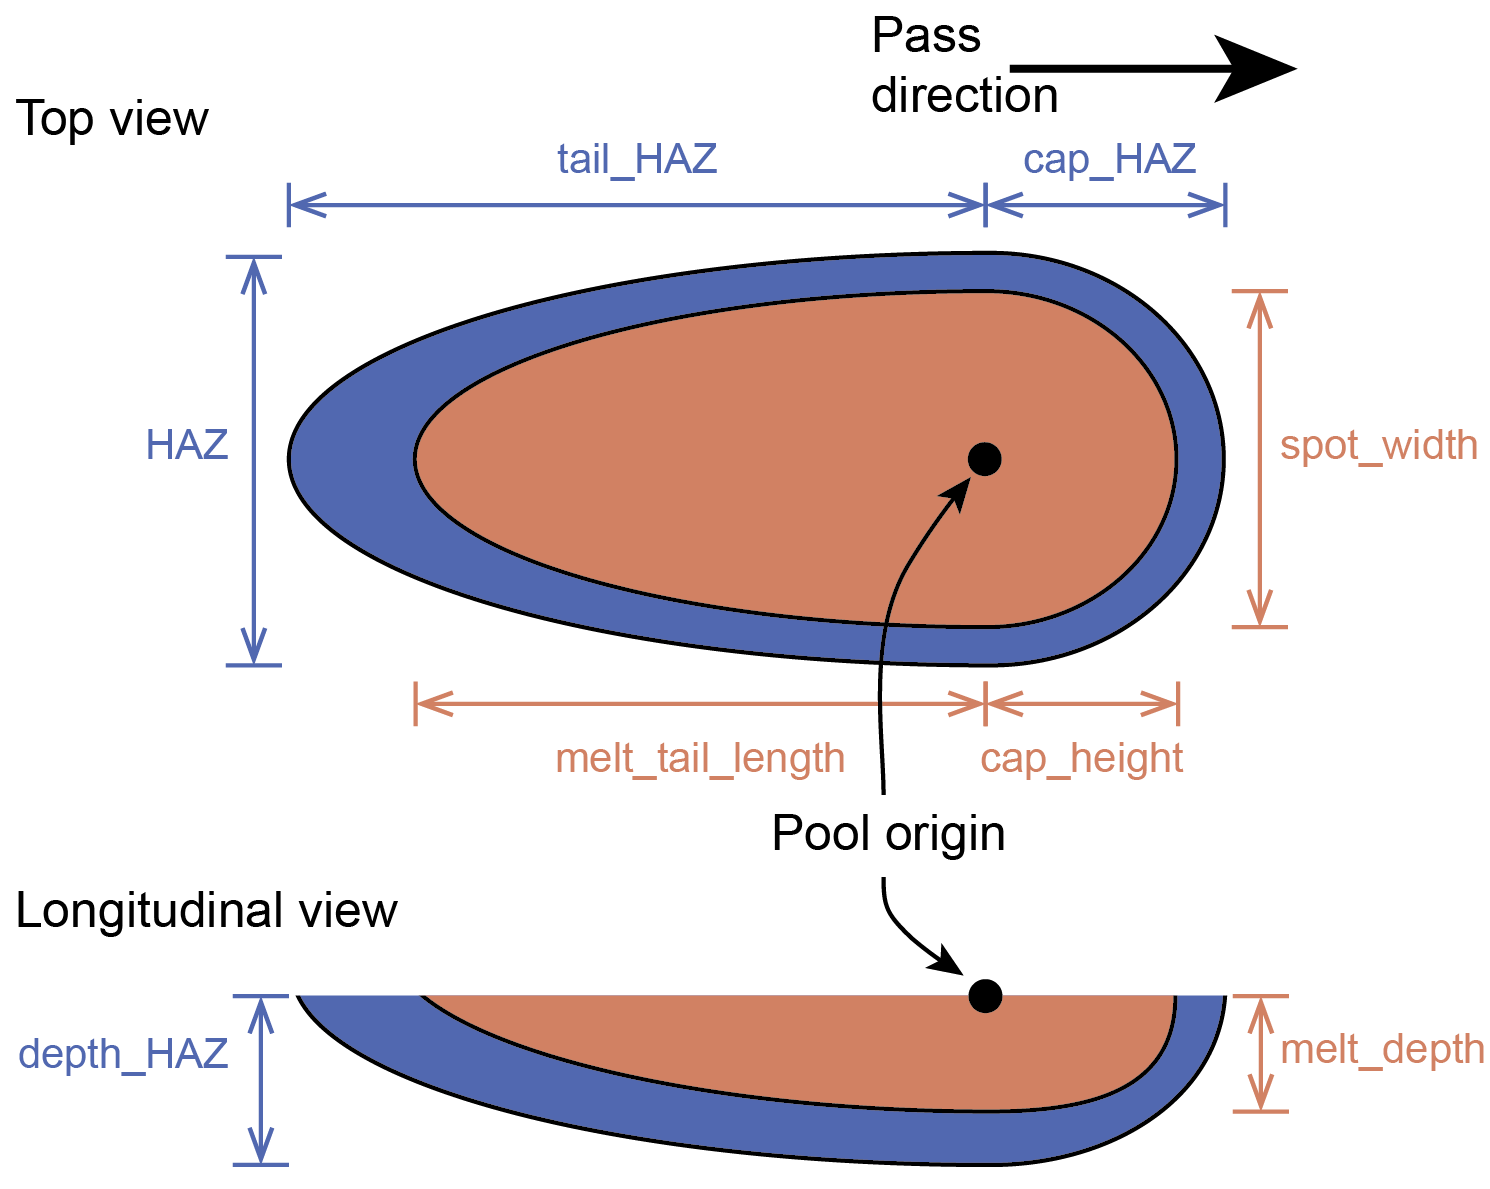 Pass
direction
Top view
tail_HAZ
cap_HAZ
HAZ
spot_width
melt_tail_length
cap_height
Pool origin
Longitudinal view
depth_HAZ
melt_depth